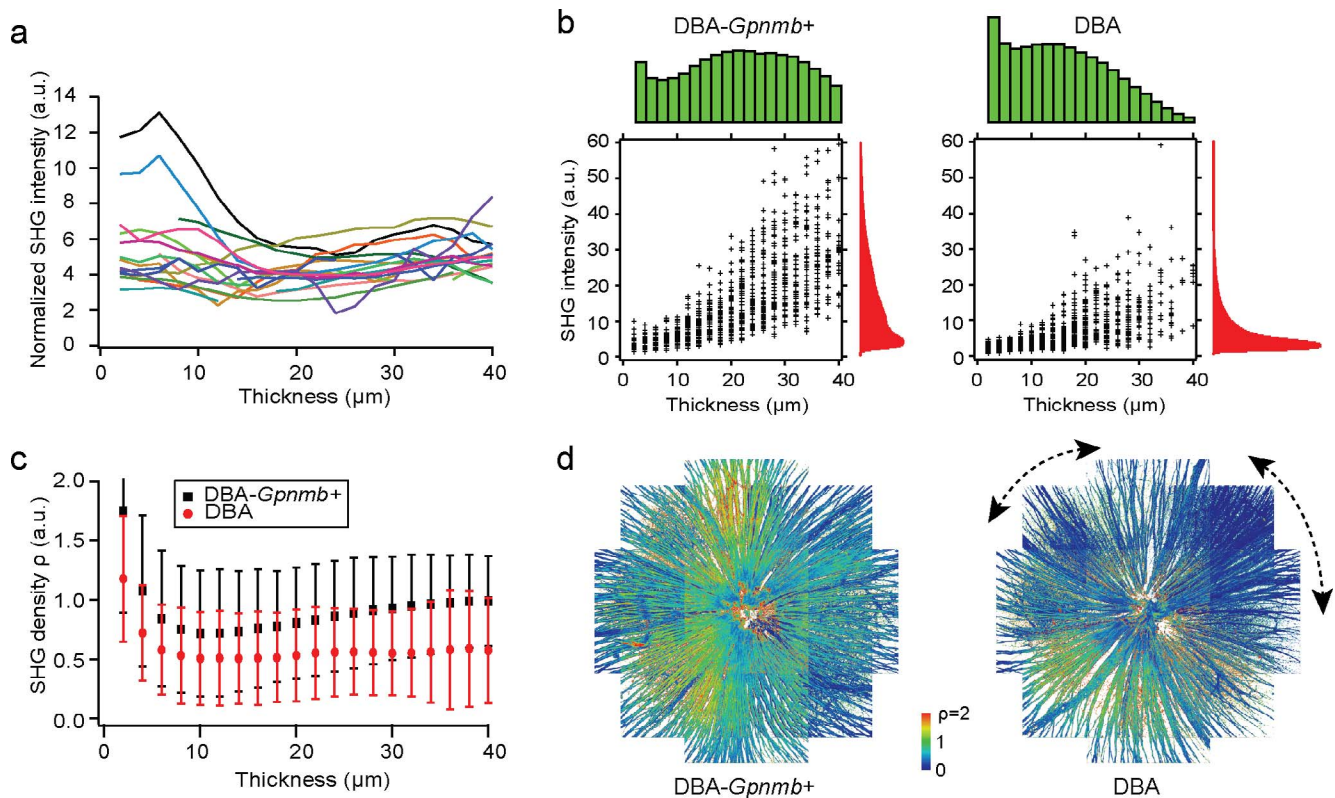 a
Normalized SHG intenstiy (a.u.)
14
12
10
8
6
4
2
0
0 10 20 30 40
Thickness (µm)
b
DBA-Gpnmb+
DBA
SHG intensity (a.u.)
60
50
40
30
20
10
0
0 10 20 30 40
Thickness (µm)
60
50
40
30
20
10
0
0 10 20 30 40
Thickness (µm)
c
SHG density ρ (a.u.)
2.0
1.5
1.0
0.5
0.0
DBA-Gpnmb+
DBA
0 10 20 30 40
Thickness (µm)
d
ρ=2
1
0
DBA-Gpnmb+
DBA